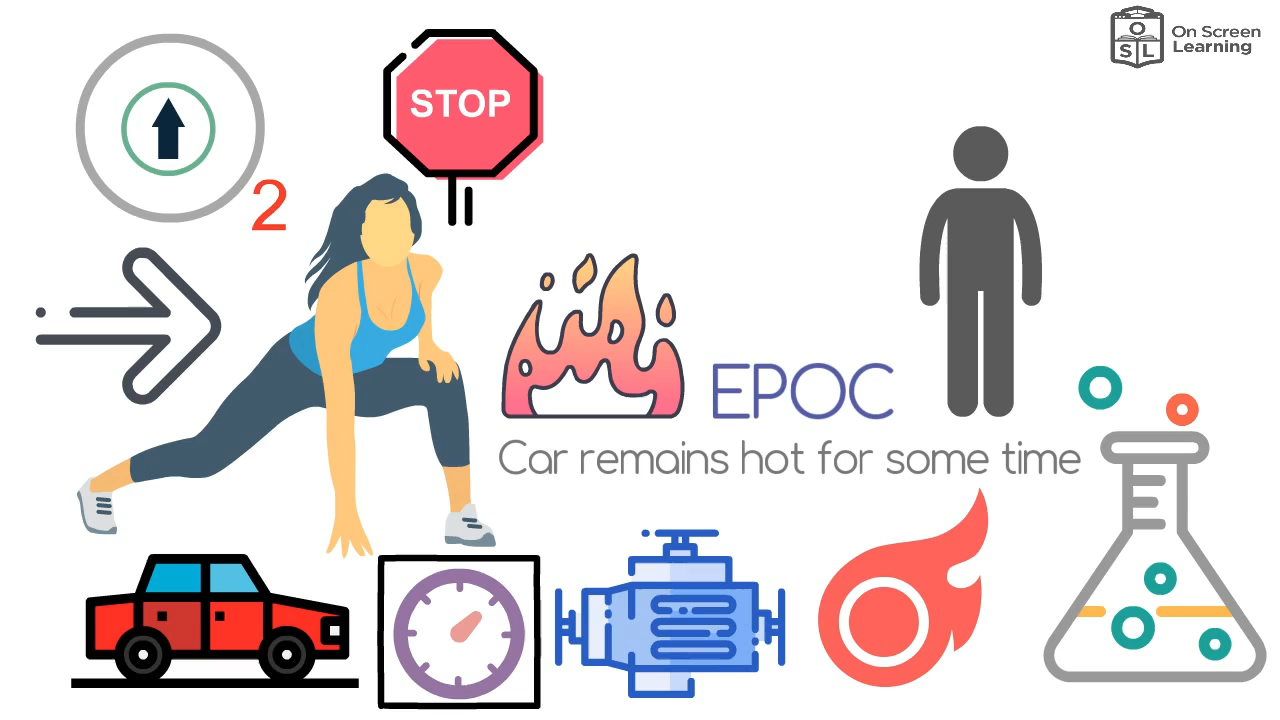 On Screen
Learning
O
S L
STOP
2
EPOC
Car remains hot for some time